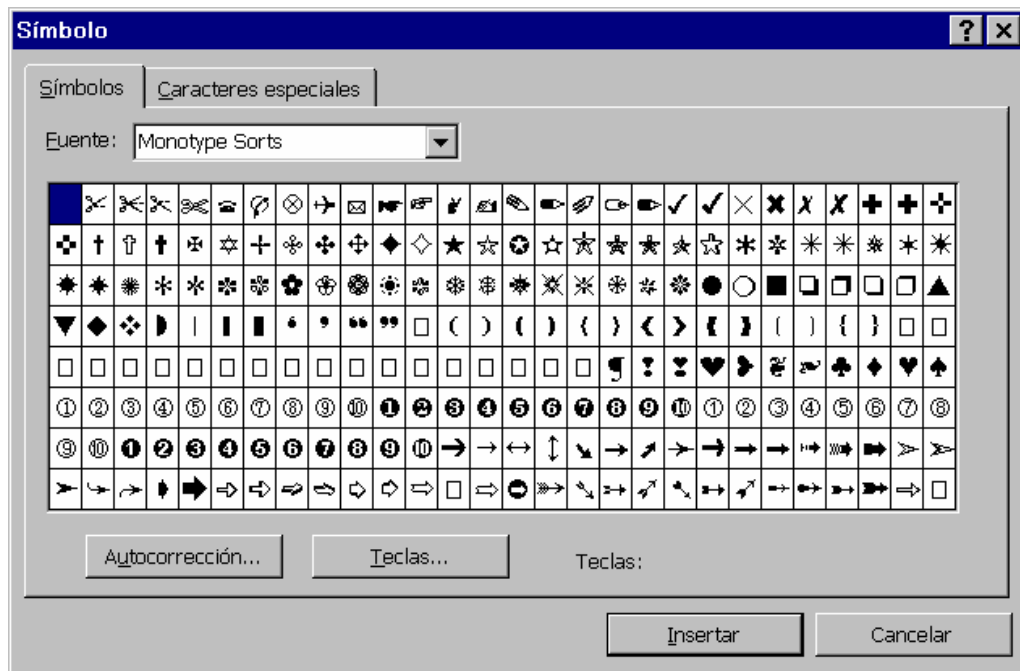 Símbolo
Símbolos Caracteres especiales
Fuente: Monotype Sorts
Autocorrección... Teclas... Teclas:
Insertar Cancelar